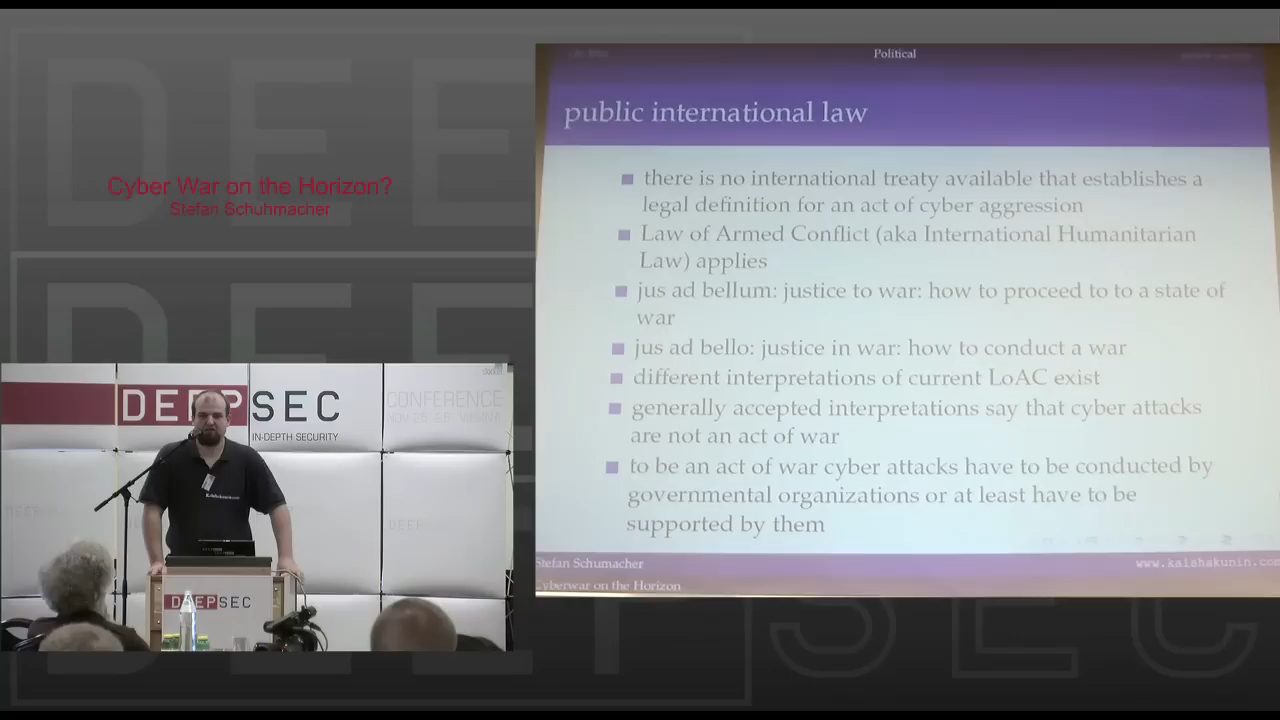 Cyber War on the Horizon?
Stefan Schuhmacher
DEEPSEC
IN-DEPTH SECURITY
CONFERENCE
DEEPSEC
Political
public international law
there is no international treaty available that establishes a
legal definition for an act of cyber aggression
Law of Armed Conflict (aka International Humanitarian
Law) applies
jus ad bellum: justice to war: how to proceed to to a state of
war
jus ad bello: justice in war: how to conduct a war
different interpretations of current LoAC exist
generally accepted interpretations say that cyber attacks
are not an act of war
to be an act of war cyber attacks have to be conducted by
governmental organizations or at least have to be
supported by them
Stefan Schumacher
www.kaishakunin.com
Cyberwar on the Horizon